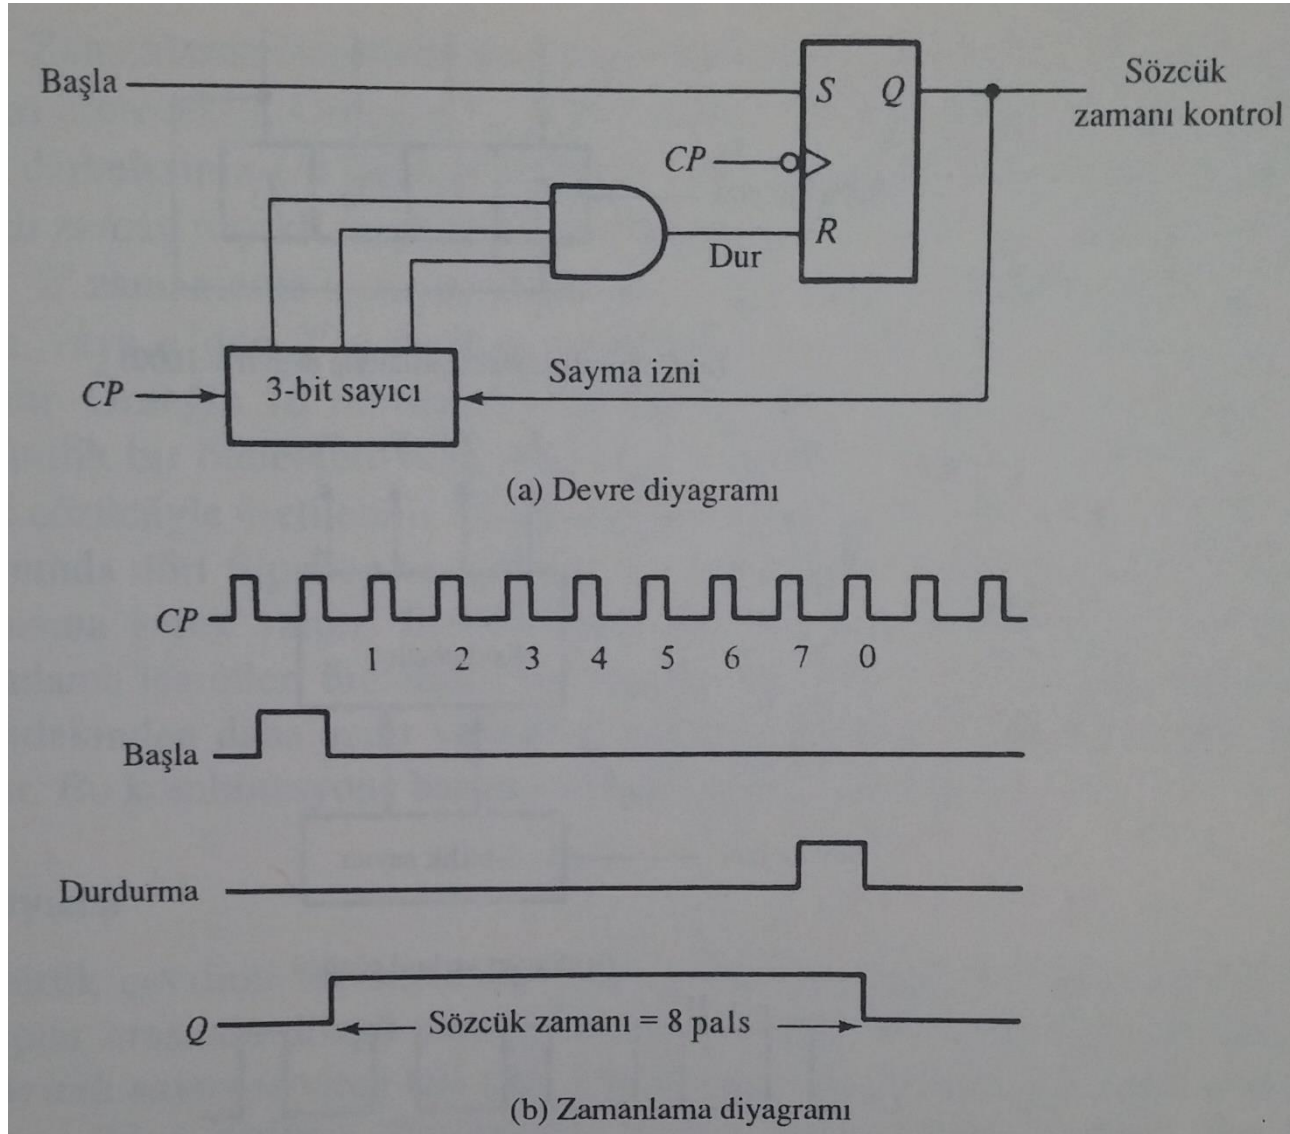 Başla
S Q
Sözcük
zamanı kontrol
CP
R
Dur
Sayma izni
CP
3-bit sayıcı
(a) Devre diyagramı
CP
1 2 3 4 5 6 7 0
Başla
Durdurma
Q
Sözcük zamanı = 8 pals
(b) Zamanlama diyagramı